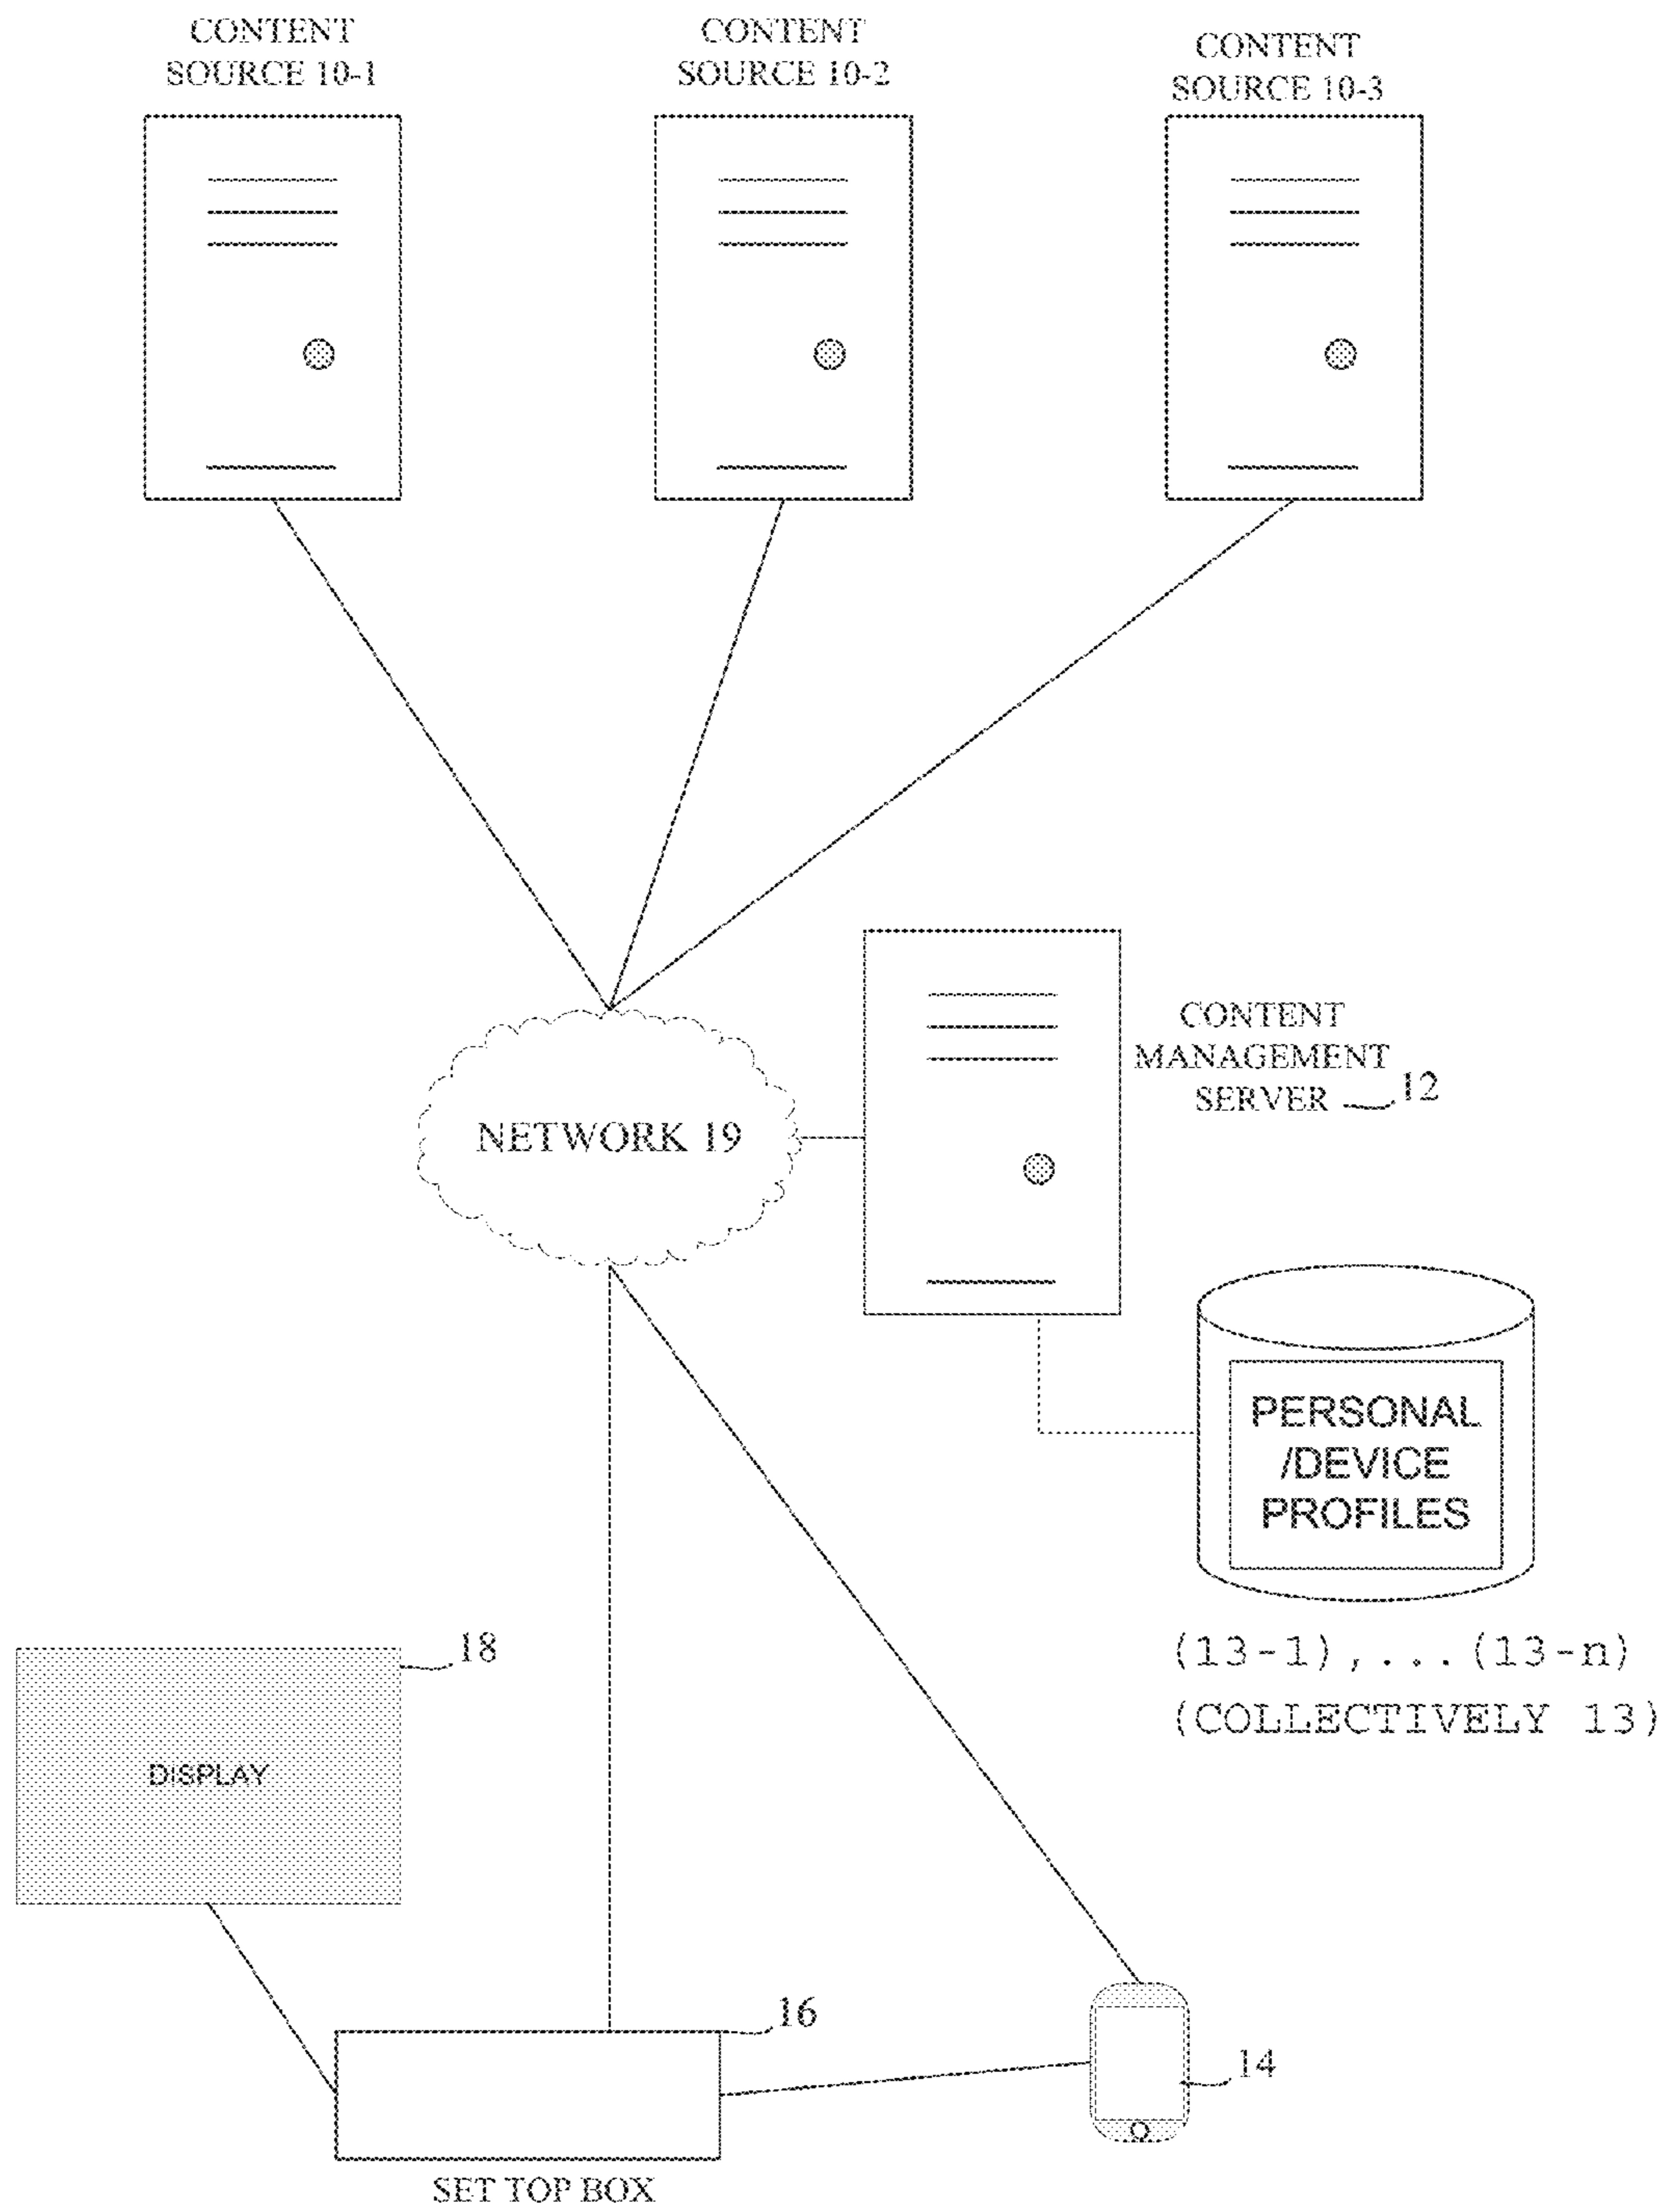 CONTENT
SOURCE 10-1
CONTENT
SOURCE 10-2
CONTENT
SOURCE 10-3
NETWORK 19
CONTENT
MANAGEMENT
SERVER 12
PERSONAL
/DEVICE
PROFILES
(13-1),...(13-n)
(COLLECTIVELY 13)
18
DISPLAY
16
14
SET TOP BOX